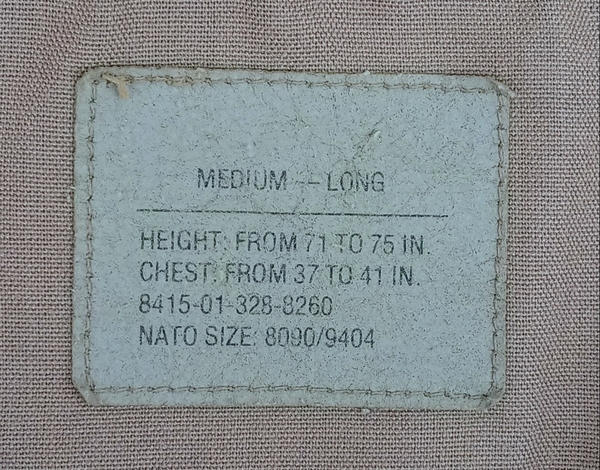 MEDIUM - LONG
HEIGHT: FROM 71 TO 75 IN.
CHEST: FROM 37 TO 41 IN.
8415-01-328-8260
NATO SIZE: 8090/9404